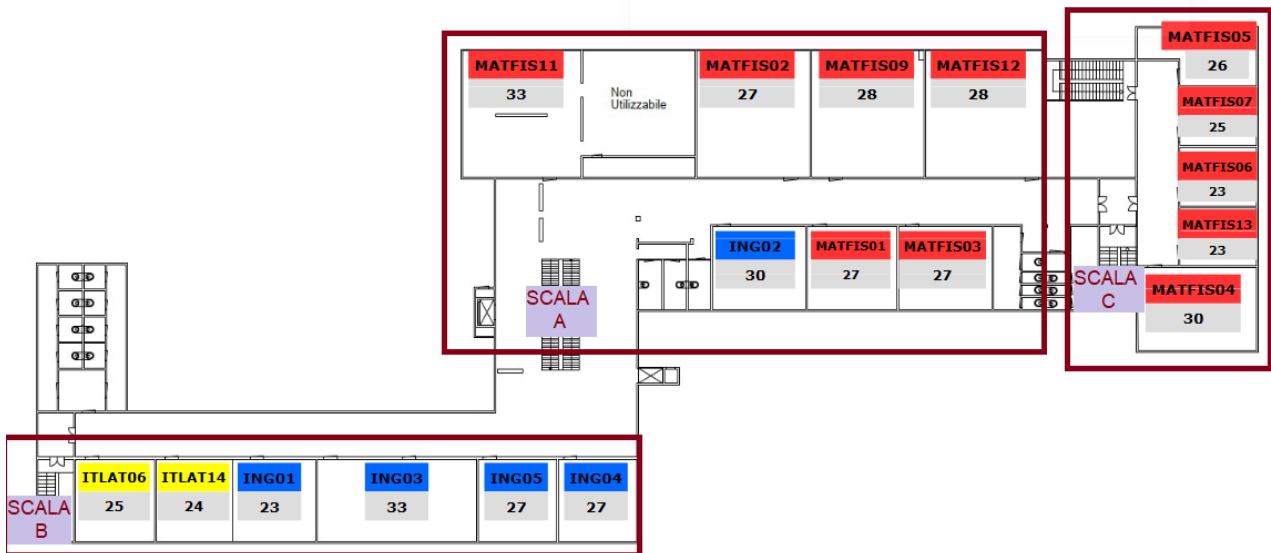 MATFIS11
33
Non
Utilizzabile
MATFIS02
27
MATFIS09
28
MATFIS12
28
MATFIS05
26
MATFIS07
25
MATFIS06
23
MATFIS13
23
MATFIS04
30
ING02
30
MATFIS01
27
MATFIS03
27
SCALA
A
SCALA
C
SCALA
B
ITLAT06
25
ITLAT14
24
ING01
23
ING03
33
ING05
27
ING04
27